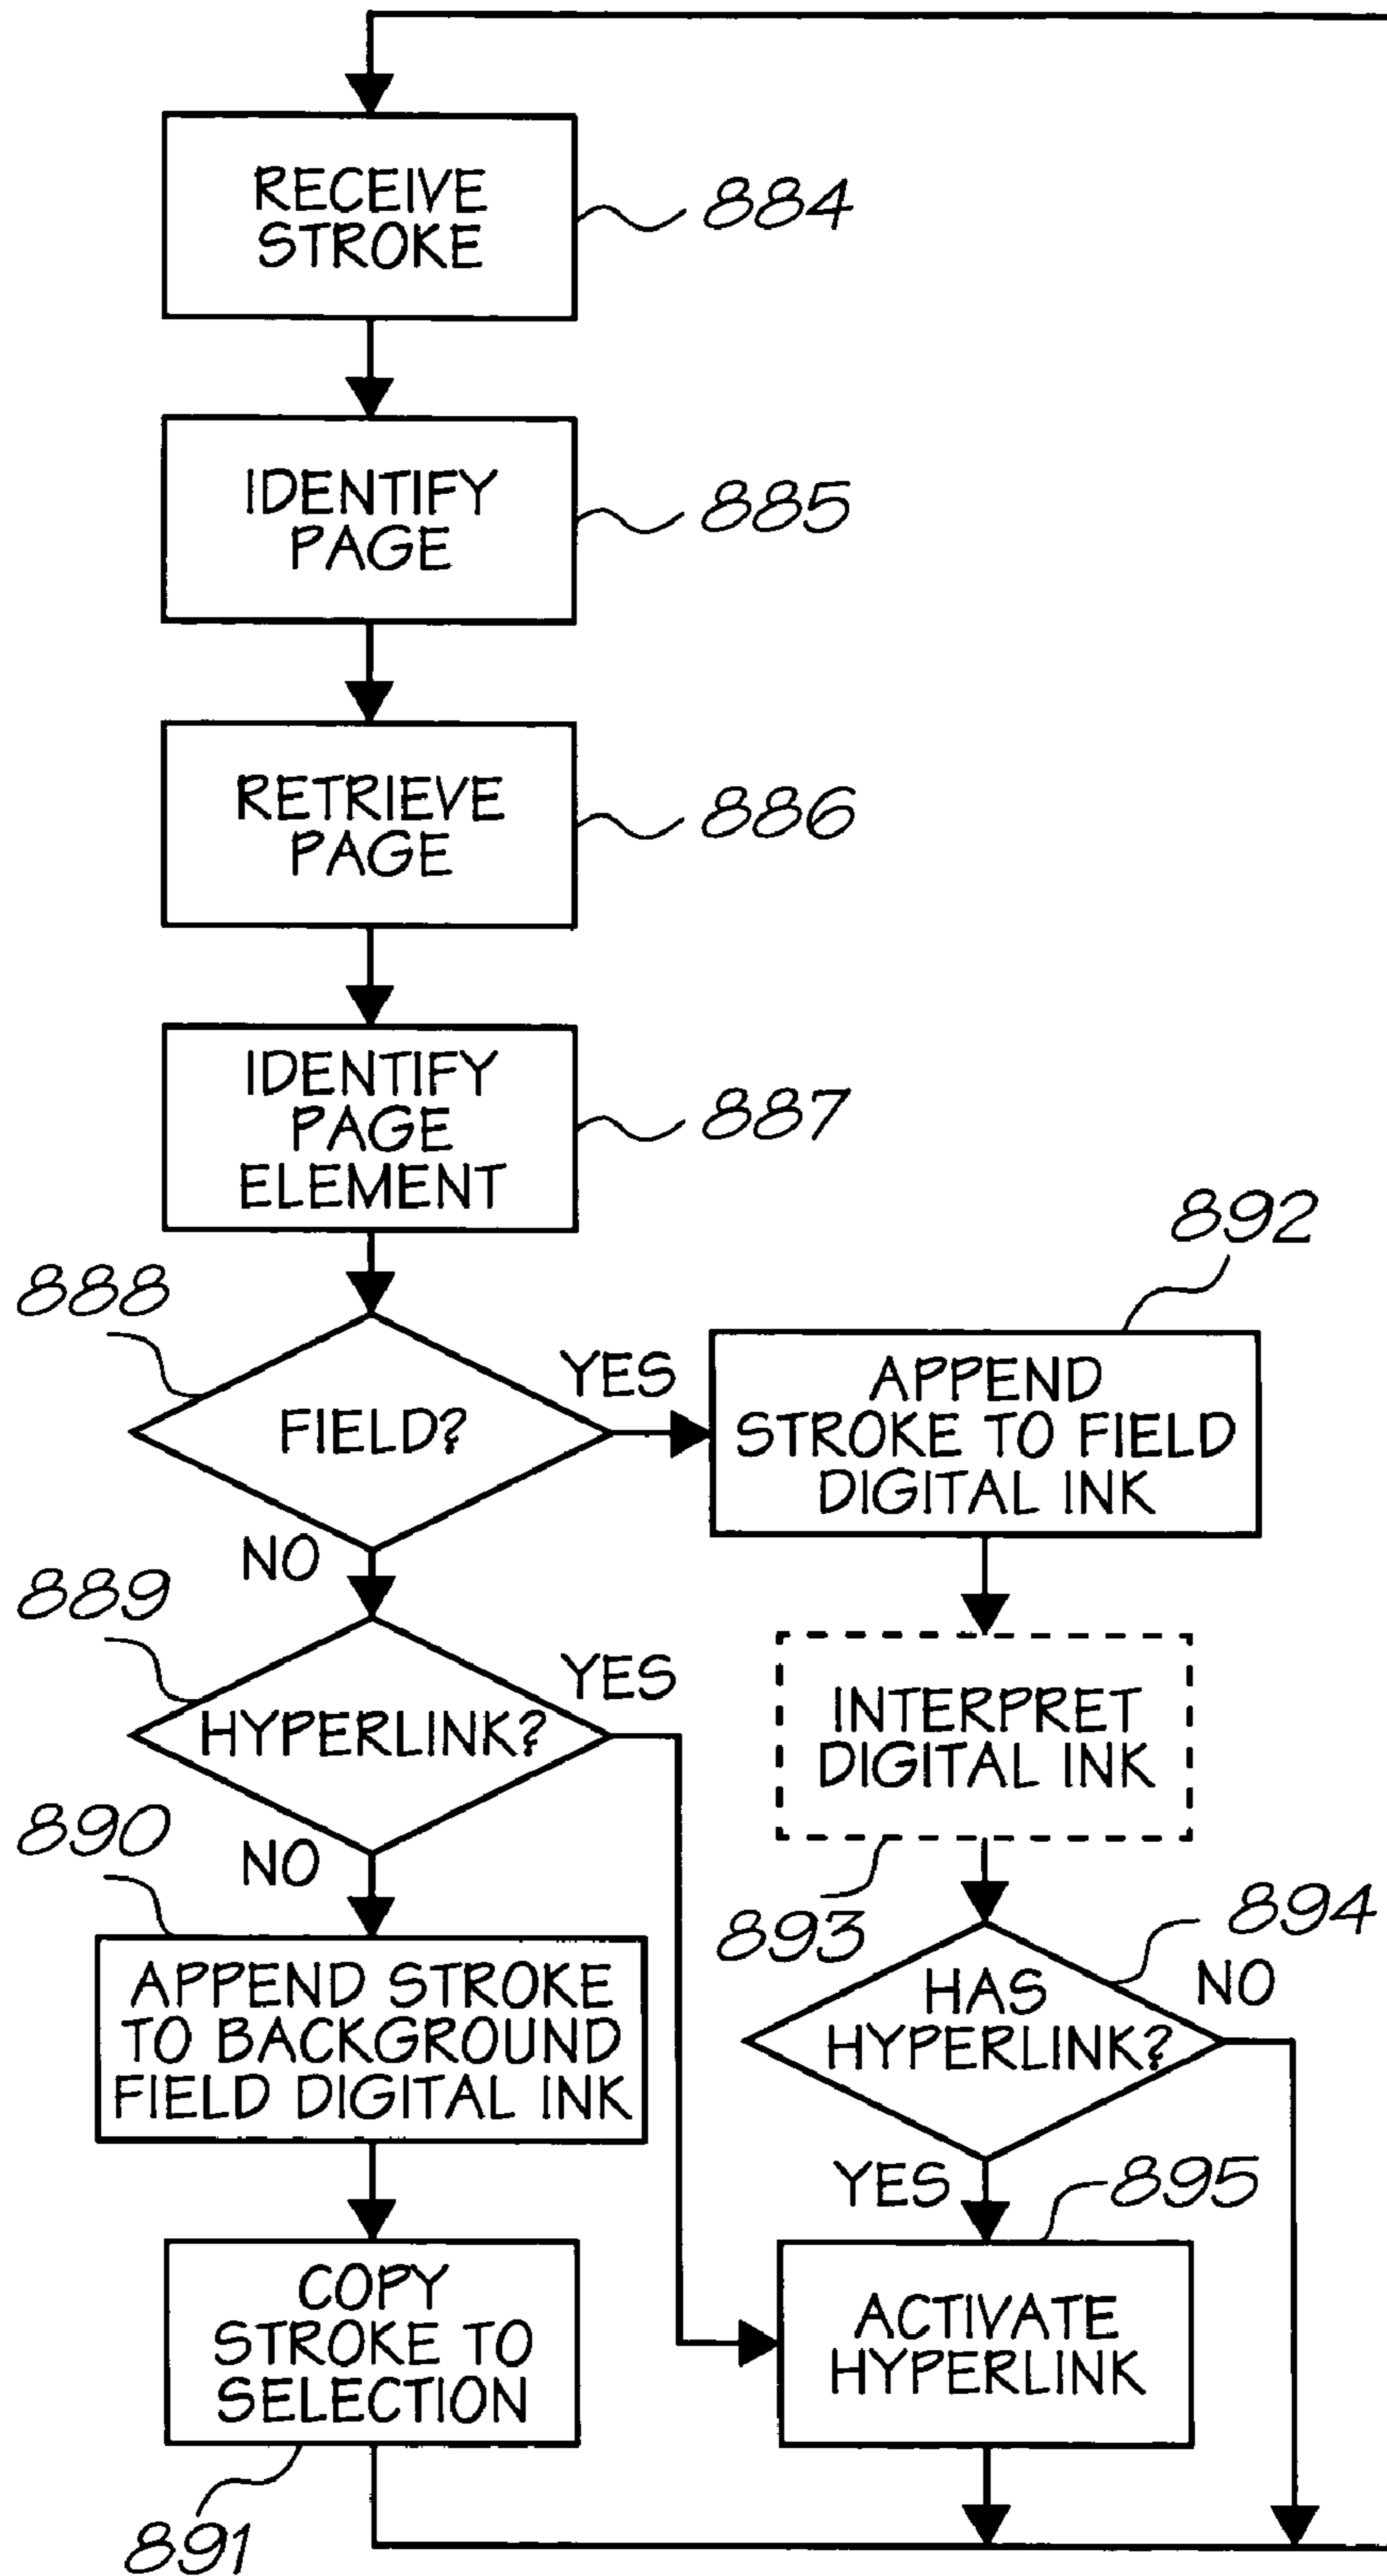 RECEIVE
STROKE
884
IDENTIFY
PAGE
885
RETRIEVE
PAGE
886
IDENTIFY
PAGE
ELEMENT
887
888
FIELD?
YES
NO
892
APPEND
STROKE TO FIELD
DIGITAL INK
889
HYPERLINK?
YES
NO
INTERPRET
DIGITAL INK
893
890
APPEND STROKE
TO BACKGROUND
FIELD DIGITAL INK
894
HAS
HYPERLINK?
NO
YES
895
COPY
STROKE TO
SELECTION
891
ACTIVATE
HYPERLINK